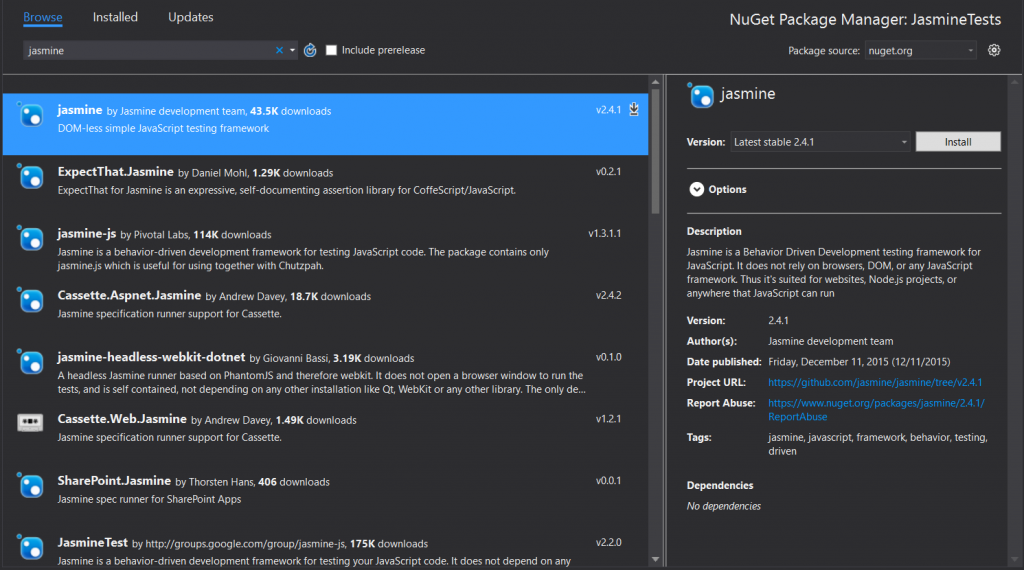 Browse Installed Updates
NuGet Package Manager: JasmineTests
jasmine
Include prerelease
Package source: nuget.org
jasmine by Jasmine development team, 43.5K downloads v2.4.1
DOM-less simple JavaScript testing framework
ExpectThat.Jasmine by Daniel Mohl, 1.29K downloads v0.2.1
ExpectThat for Jasmine is an expressive, self-documenting assertion library for CoffeScript/JavaScript.
jasmine-js by Pivotal Labs, 114K downloads v1.3.1.1
Jasmine is a behavior-driven development framework for testing JavaScript code. The package contains only
jasmine.js which is useful for using together with Chutzpah.
Cassette.Aspnet.Jasmine by Andrew Davey, 18.7K downloads v2.4.2
Jasmine specification runner support for Cassette.
jasmine-headless-webkit-dotnet by Giovanni Bassi, 3.19K downloads v0.1.0
A headless Jasmine runner based on PhantomJS and therefore webkit. It does not open a browser window to run the
tests, and is self contained, not depending on any other installation like Qt, WebKit or any other library. The only de...
Cassette.Web.Jasmine by Andrew Davey, 1.49K downloads v1.2.1
Jasmine specification runner support for Cassette.
SharePoint.Jasmine by Thorsten Hans, 406 downloads v0.0.1
Jasmine spec runner for SharePoint Apps
JasmineTest by http://groups.google.com/group/jasmine-js, 175K downloads v2.2.0
Jasmine is a behavior-driven development framework for testing your JavaScript code. It does not depend on any
jasmine
Version: Latest stable 2.4.1 Install
Options
Description
Jasmine is a Behavior Driven Development testing framework for
JavaScript. It does not rely on browsers, DOM, or any JavaScript
framework. Thus it's suited for websites, Node.js projects, or
anywhere that JavaScript can run
Version: 2.4.1
Author(s): Jasmine development team
Date published: Friday, December 11, 2015 (12/11/2015)
Project URL: https://github.com/jasmine/jasmine/tree/v2.4.1
Report Abuse: https://www.nuget.org/packages/jasmine/2.4.1/
ReportAbuse
Tags: jasmine, javascript, framework, behavior, testing,
driven
Dependencies
No dependencies